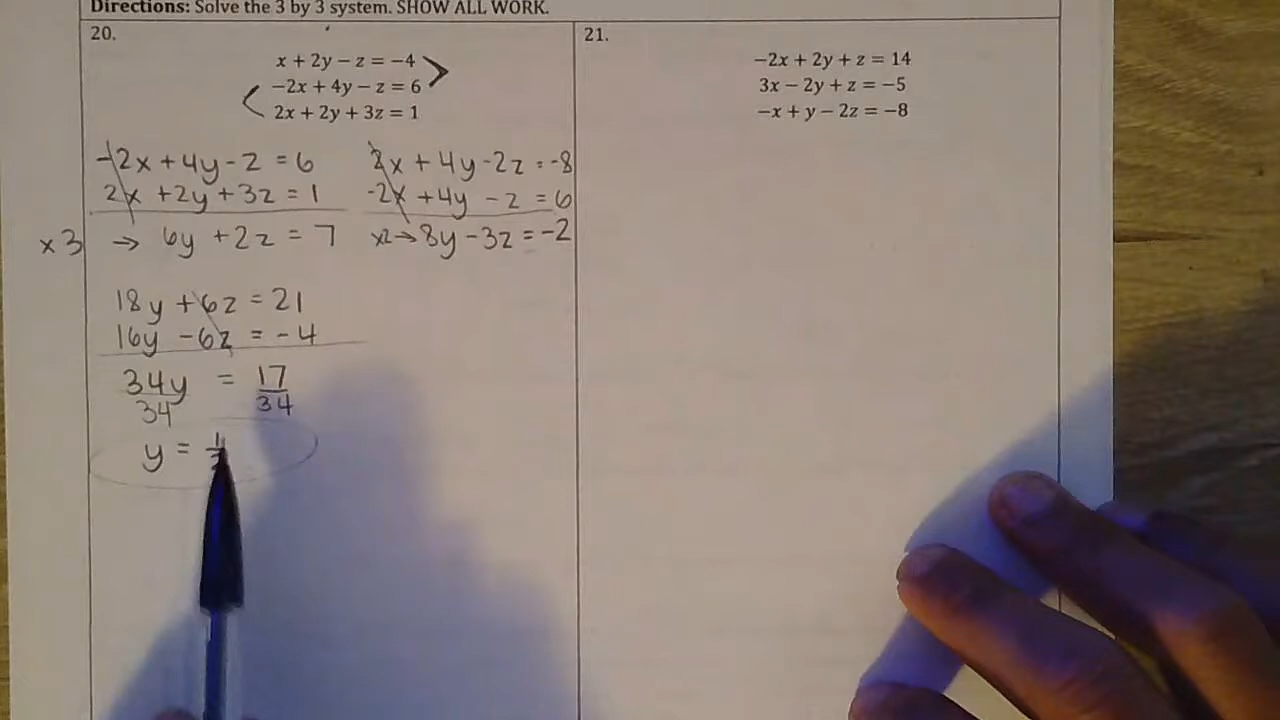 Directions: Solve the 3 by 3 system. SHOW ALL WORK.
20.
x + 2y − z = −4
−2x + 4y − z = 6
2x + 2y + 3z = 1
-2x + 4y - z = 6
2x + 2y + 3z = 1
x3 → 6y + 2z = 7
2x + 4y - 2z = -8
-2x + 4y - z = 6
x2 → 8y - 3z = -2
18y + 6z = 21
16y - 6z = -4
34y = 17
34 34
y = 1
21.
−2x + 2y + z = 14
3x − 2y + z = −5
−x + y − 2z = −8